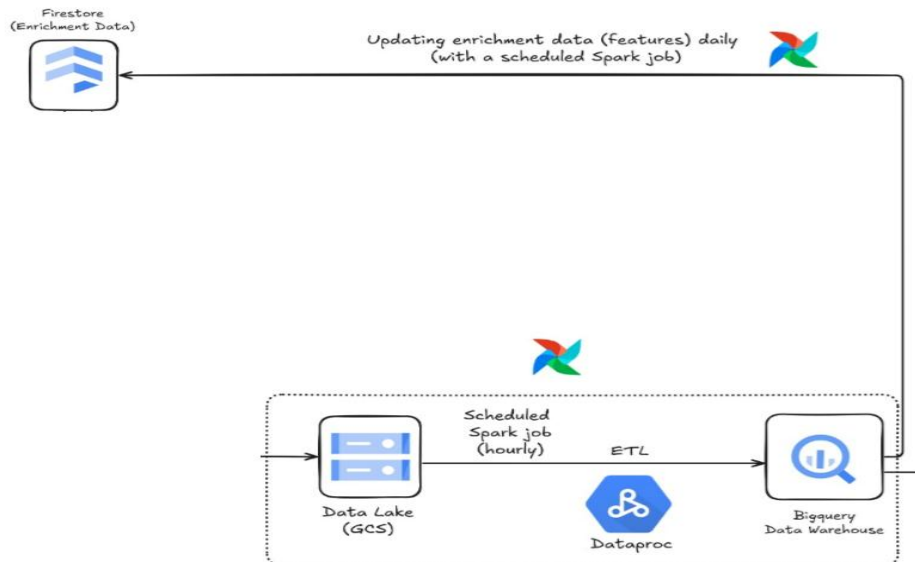 Firestore
(Enrichment Data)
Updating enrichment data (features) daily
(with a scheduled Spark job)
Scheduled
Spark job
(hourly)
ETL
Data Lake
(GCS)
Dataproc
Bigquery
Data Warehouse